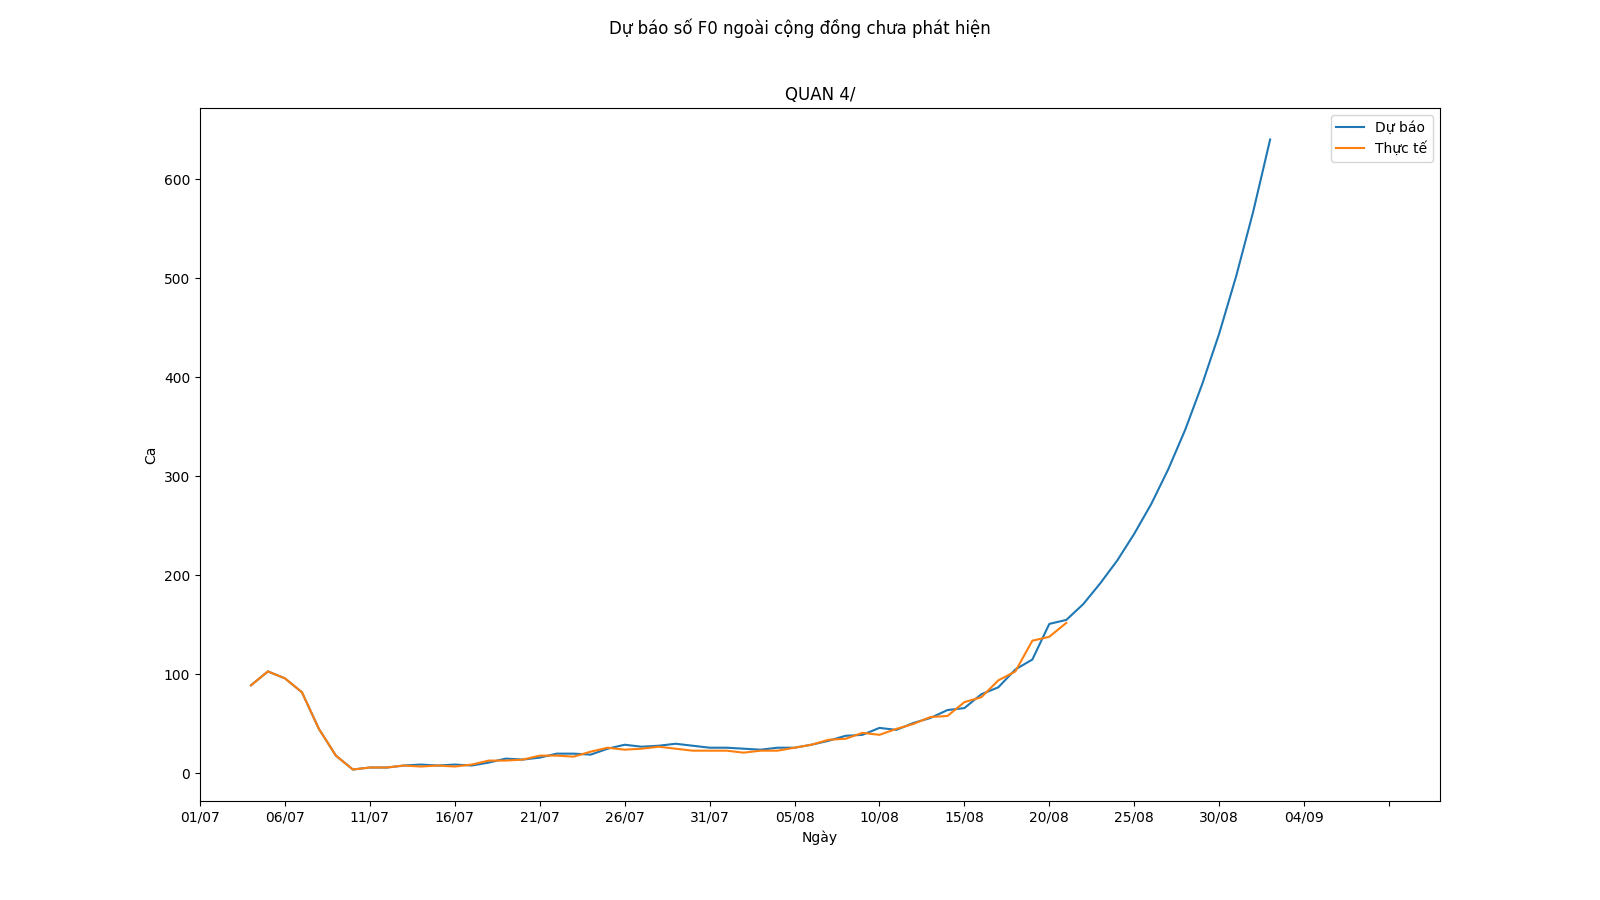 Dự báo số F0 ngoài cộng đồng chưa phát hiện
QUAN 4/
Dự báo
Thực tế
600
500
400
300
200
100
0
Ca
01/07 06/07 11/07 16/07 21/07 26/07 31/07 05/08 10/08 15/08 20/08 25/08 30/08 04/09
Ngày